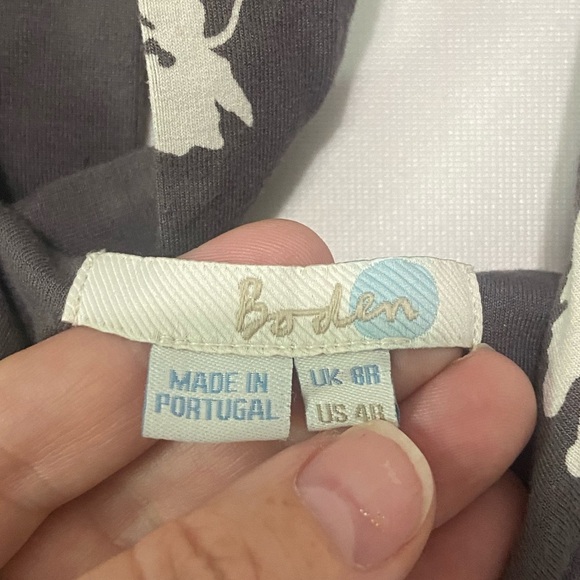 Boden
MADE IN
PORTUGAL
UK 8R
US 4R